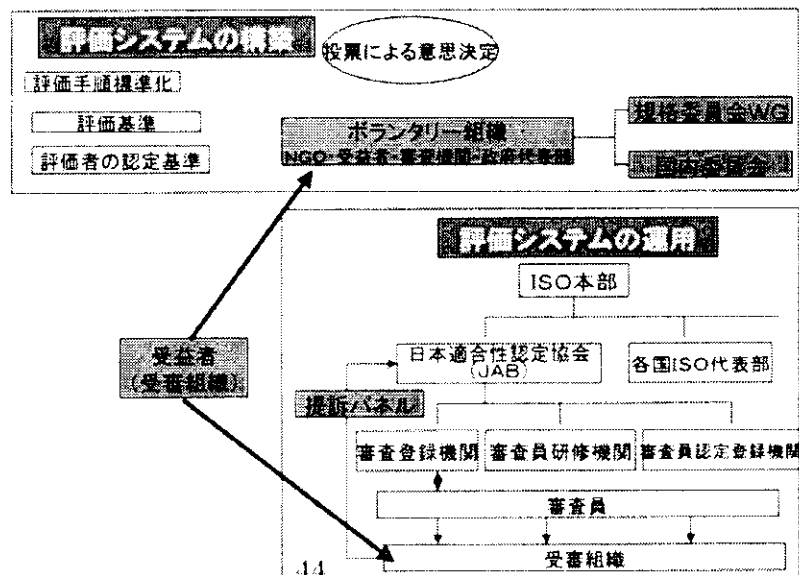 評価システムの構築
投票による意思決定
評価手順標準化
評価基準
評価者の認定基準
ボランタリー組織
NGO・受益者・審査機関・政府代表部
規格委員会WG
国内委員会
評価システムの運用
ISO本部
受益者
(受審組織)
日本適合性認定協会
(JAB)
各国ISO代表部
提訴パネル
審査登録機関
審査員研修機関
審査員認定登録機関
審査員
受審組織
44